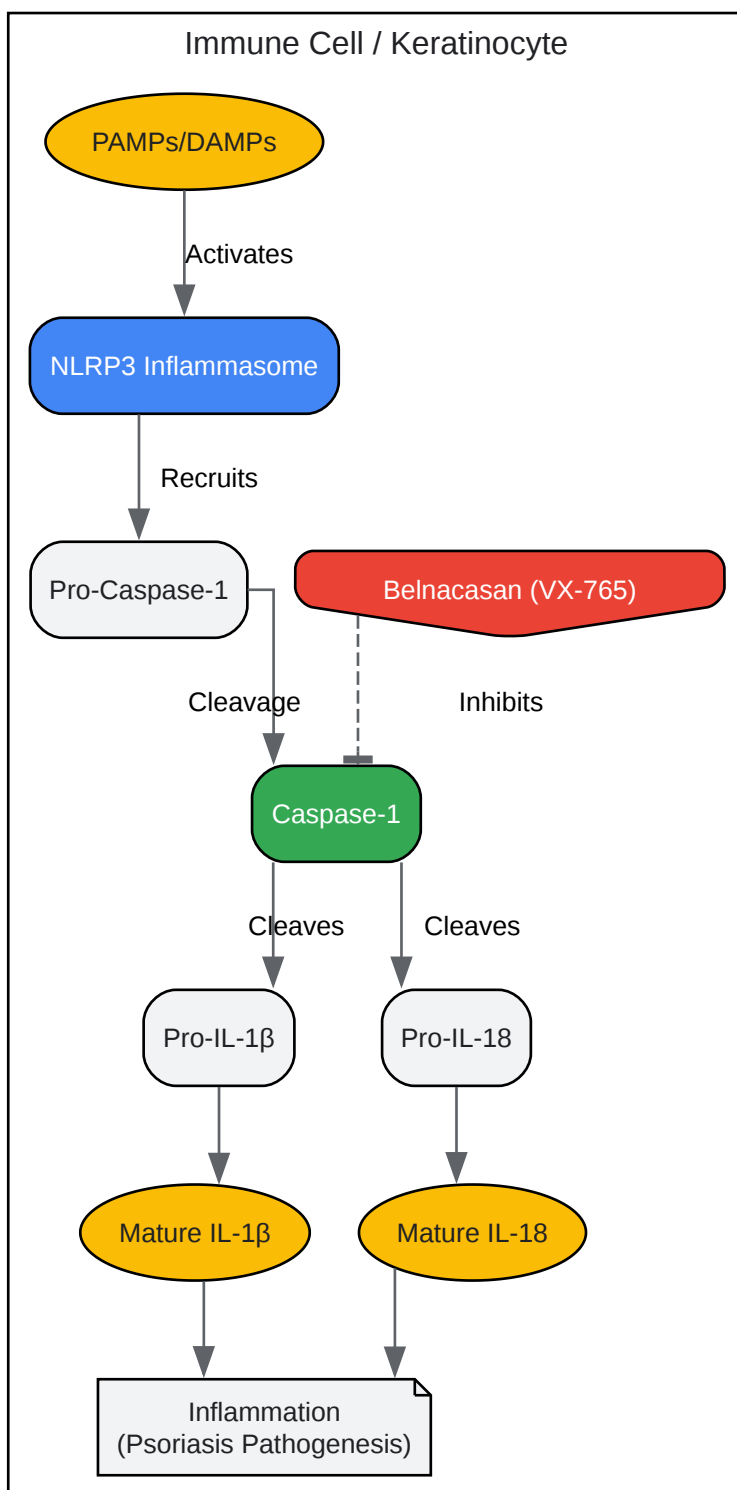 Immune Cell / Keratinocyte
PAMPs/DAMPs
Activates
NLRP3 Inflammasome
Recruits
Pro-Caspase-1
Belnacasan (VX-765)
Cleavage
Inhibits
Caspase-1
Cleaves
Cleaves
Pro-IL-1β
Pro-IL-18
Mature IL-1β
Mature IL-18
Inflammation
(Psoriasis Pathogenesis)